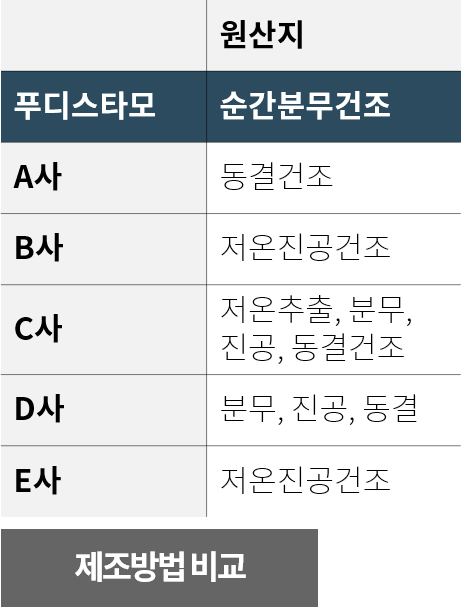 원산지
푸디스타모 순간분무건조
A사 동결건조
B사 저온진공건조
C사 저온추출, 분무,
진공, 동결건조
D사 분무, 진공, 동결
E사 저온진공건조
제조방법 비교